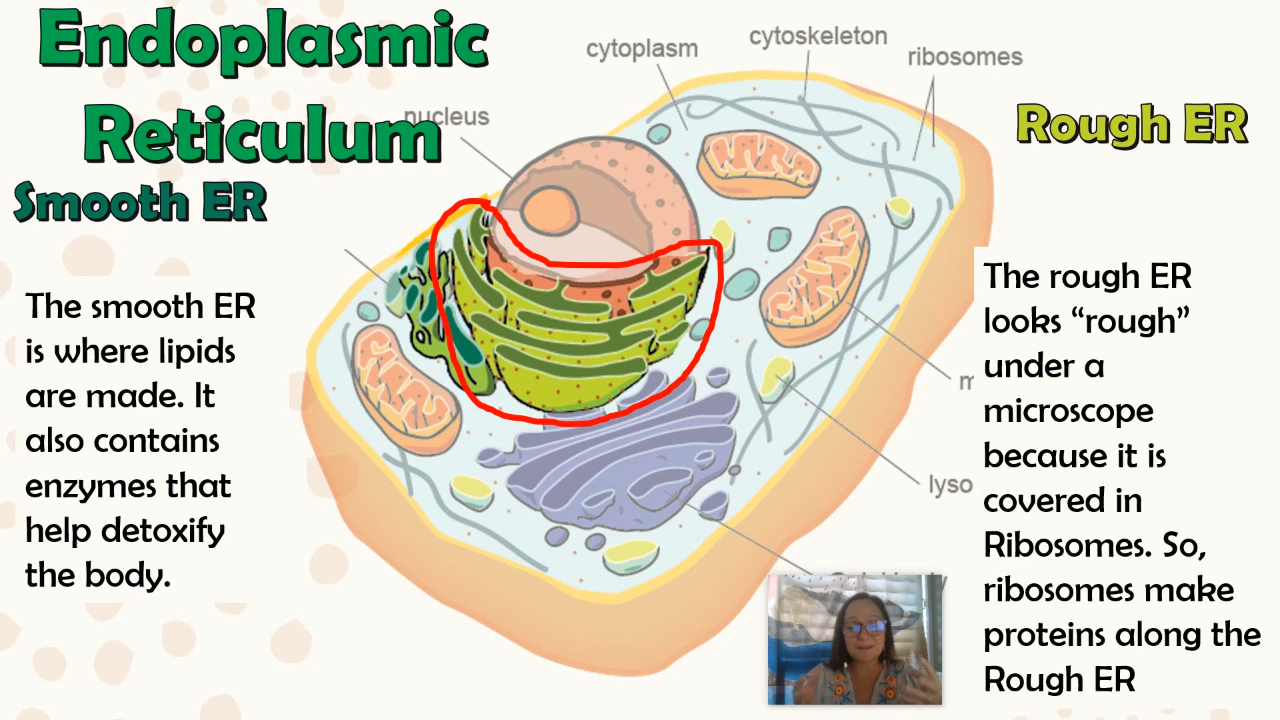 Endoplasmic
Reticulum
Smooth ER
The smooth ER
is where lipids
are made. It
also contains
enzymes that
help detoxify
the body.
nucleus
cytoplasm
cytoskeleton
ribosomes
m
lyso
Rough ER
The rough ER
looks “rough”
under a
microscope
because it is
covered in
Ribosomes. So,
ribosomes make
proteins along the
Rough ER